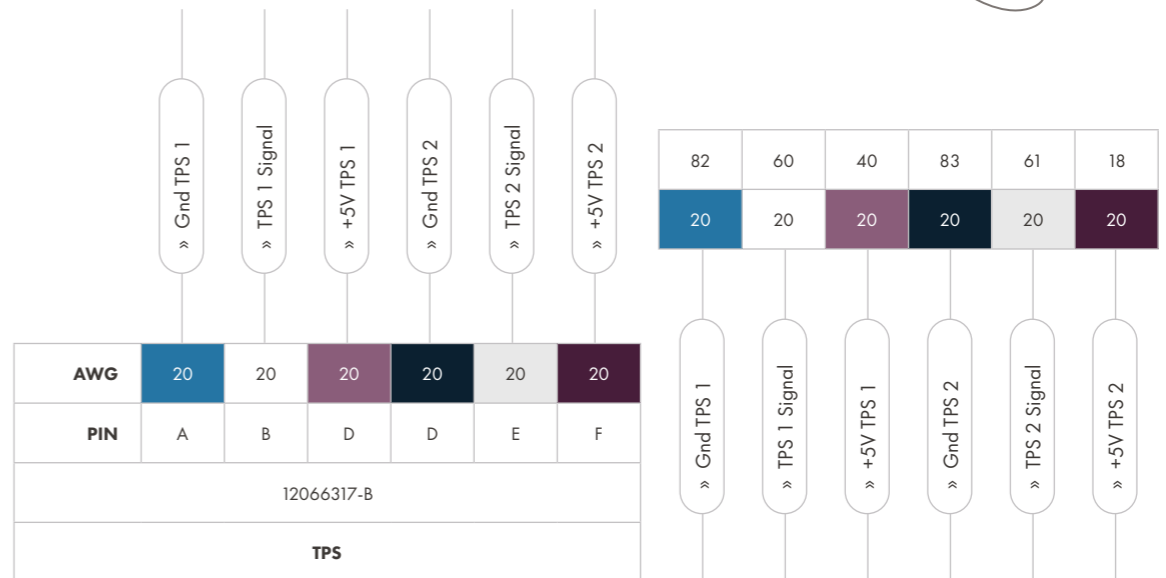 » Gnd TPS 1
» TPS 1 Signal
» +5V TPS 1
» Gnd TPS 2
» TPS 2 Signal
» +5V TPS 2
AWG 20 20 20 20 20 20
PIN A B D D E F
12066317-B
TPS
82 60 40 83 61 18
20 20 20 20 20 20
» Gnd TPS 1
» TPS 1 Signal
» +5V TPS 1
» Gnd TPS 2
» TPS 2 Signal
» +5V TPS 2